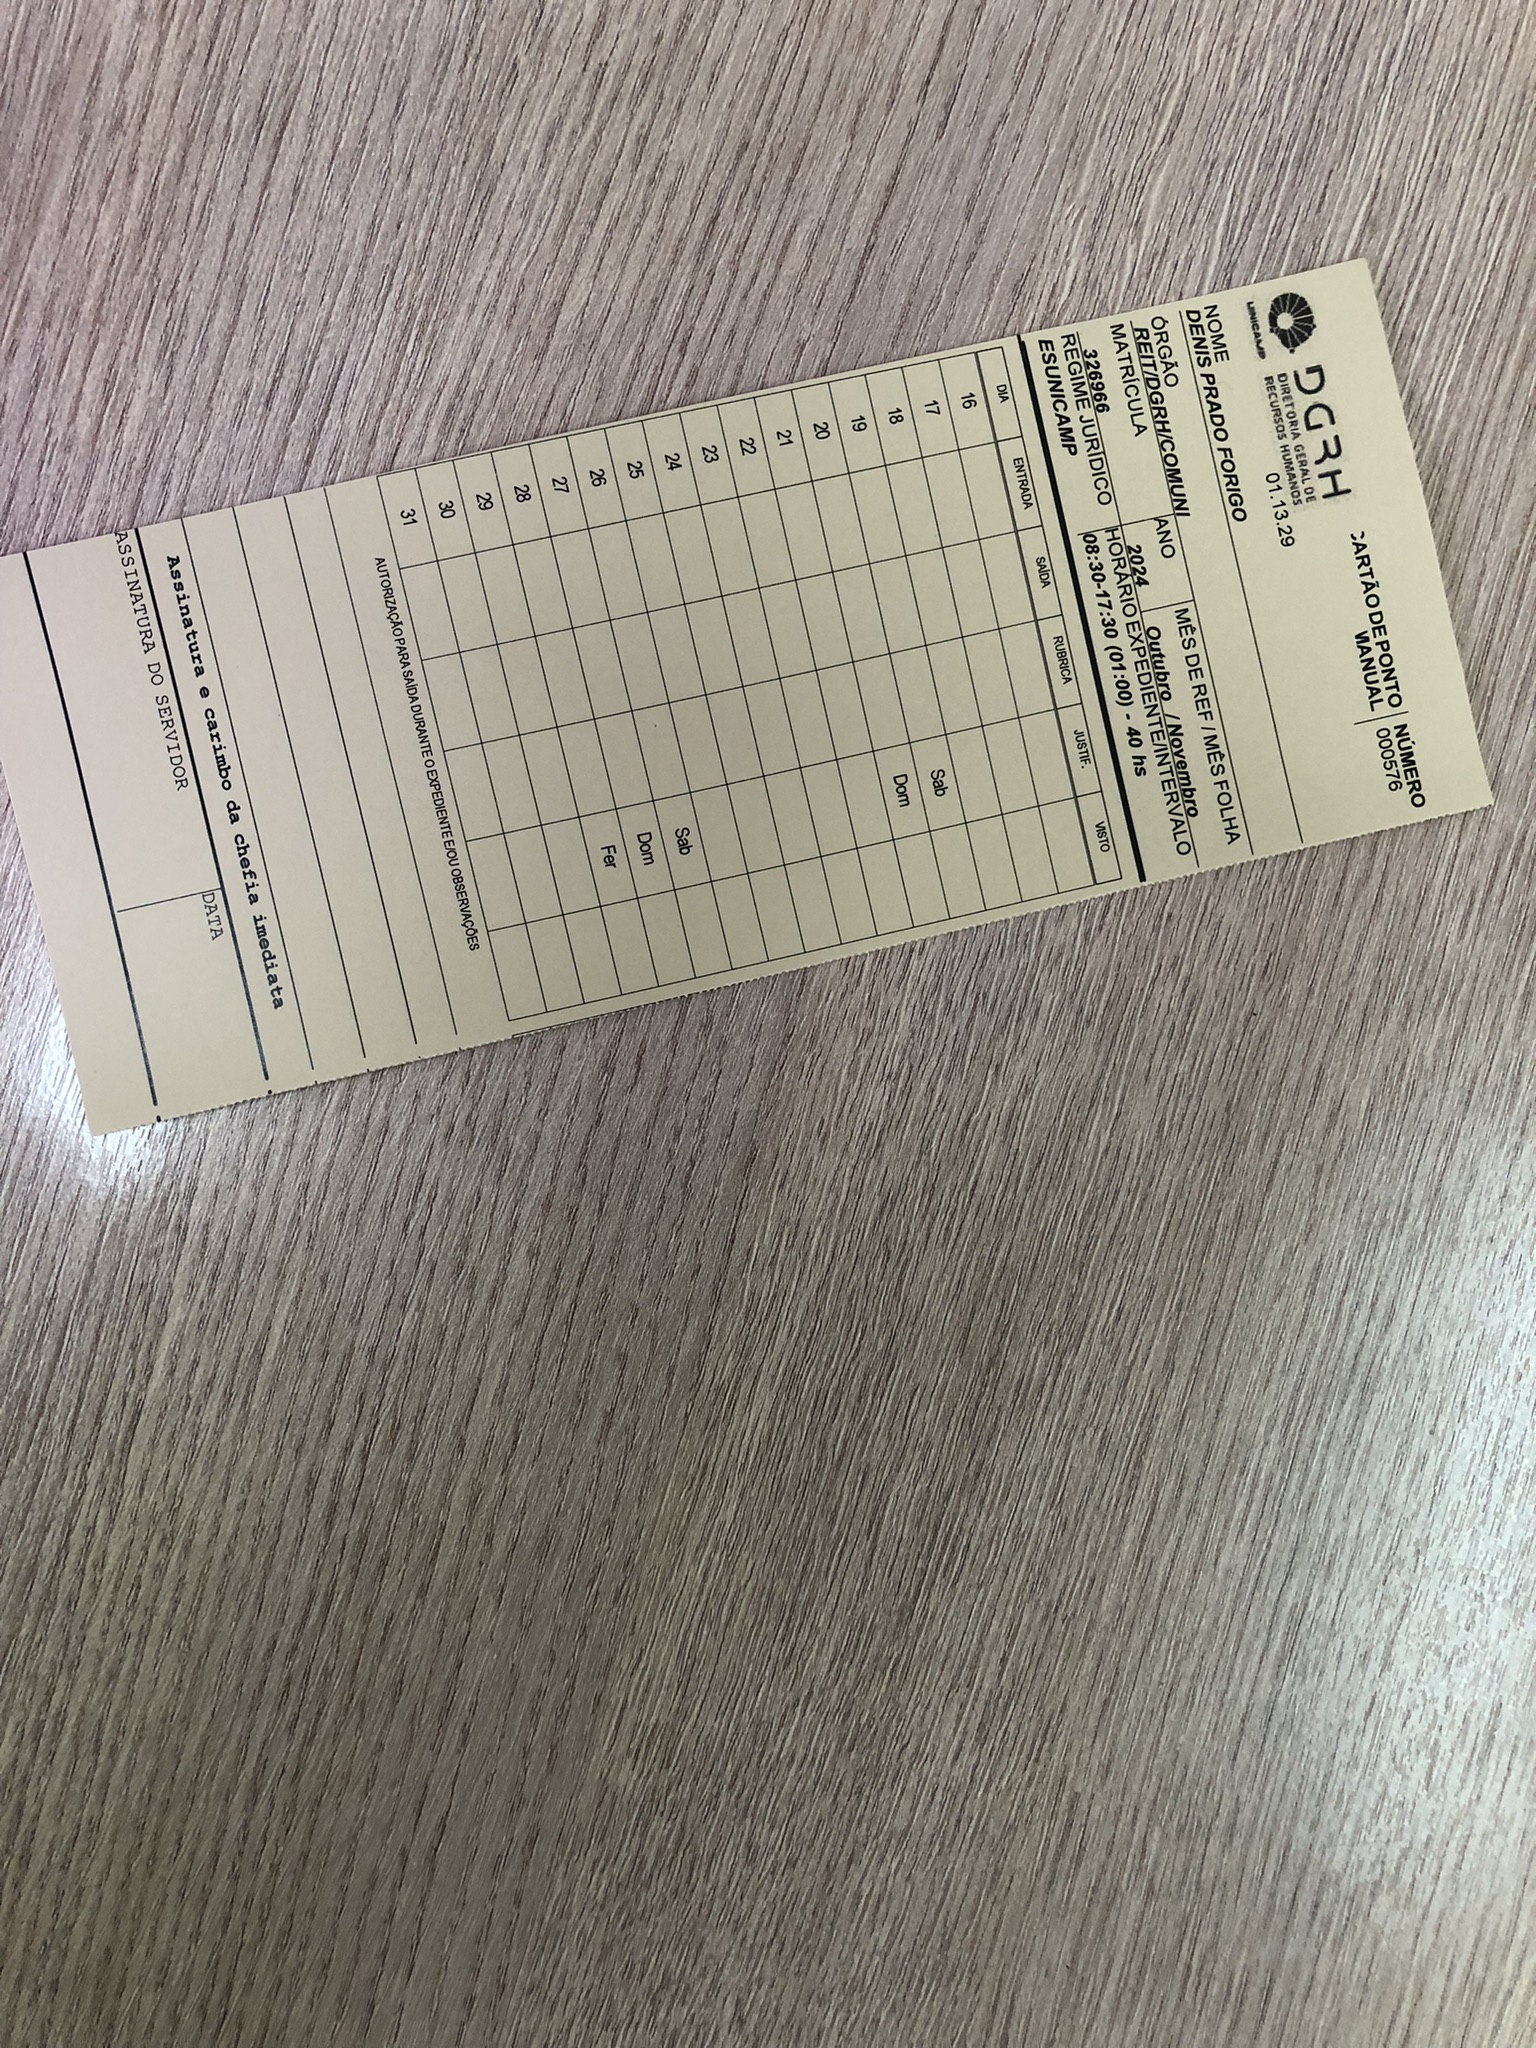 CARTÃO DE PONTO MANUAL
NÚMERO
000576
UNICAMP
DGRH
DIRETORIA GERAL DE
RECURSOS HUMANOS
01.13.29
NOME
DENIS PRADO FORIGO
ÓRGÃO
REIT/DGRH/COMUNI
ANO
2024
MÊS DE REF / MÊS FOLHA
Outubro / Novembro
MATRÍCULA
326966
HORÁRIO EXPEDIENTE/INTERVALO
08:30-17:30 (01:00) - 40 hs
REGIME JURÍDICO
ESUNICAMP
DIA ENTRADA SAÍDA RUBRICA JUSTIF. VISTO
16
17 Sab
18 Dom
19
20
21
22
23
24 Sab
25 Dom
26 Fer
27
28
29
30
31
AUTORIZAÇÃO PARA SAÍDA DURANTE O EXPEDIENTE E/OU OBSERVAÇÕES
Assinatura e carimbo da chefia imediata
ASSINATURA DO SERVIDOR DATA